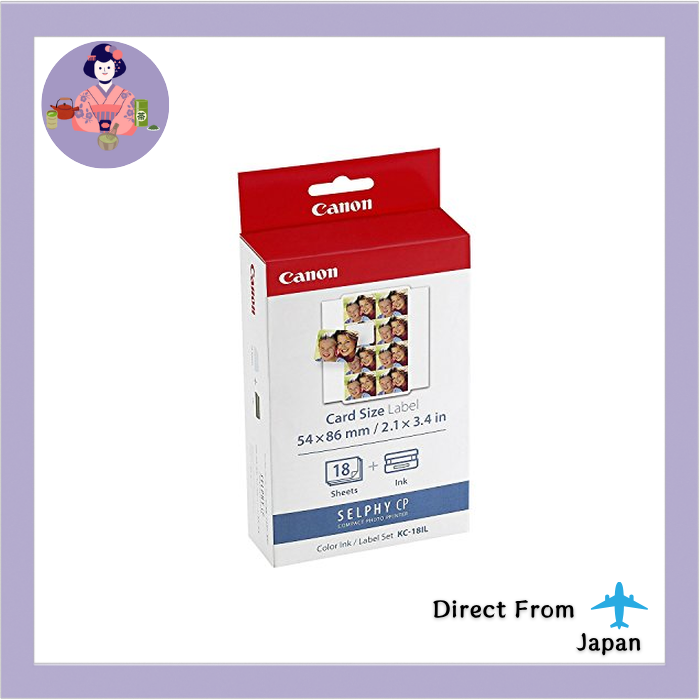 茶
Canon
Canon
Card Size Label
54×86 mm / 2.1×3.4 in
18 +
Sheets Ink
SELPHY CP
COMPACT PHOTO PRINTER
Color Ink / Label Set KC-18IL
Direct From
Japan